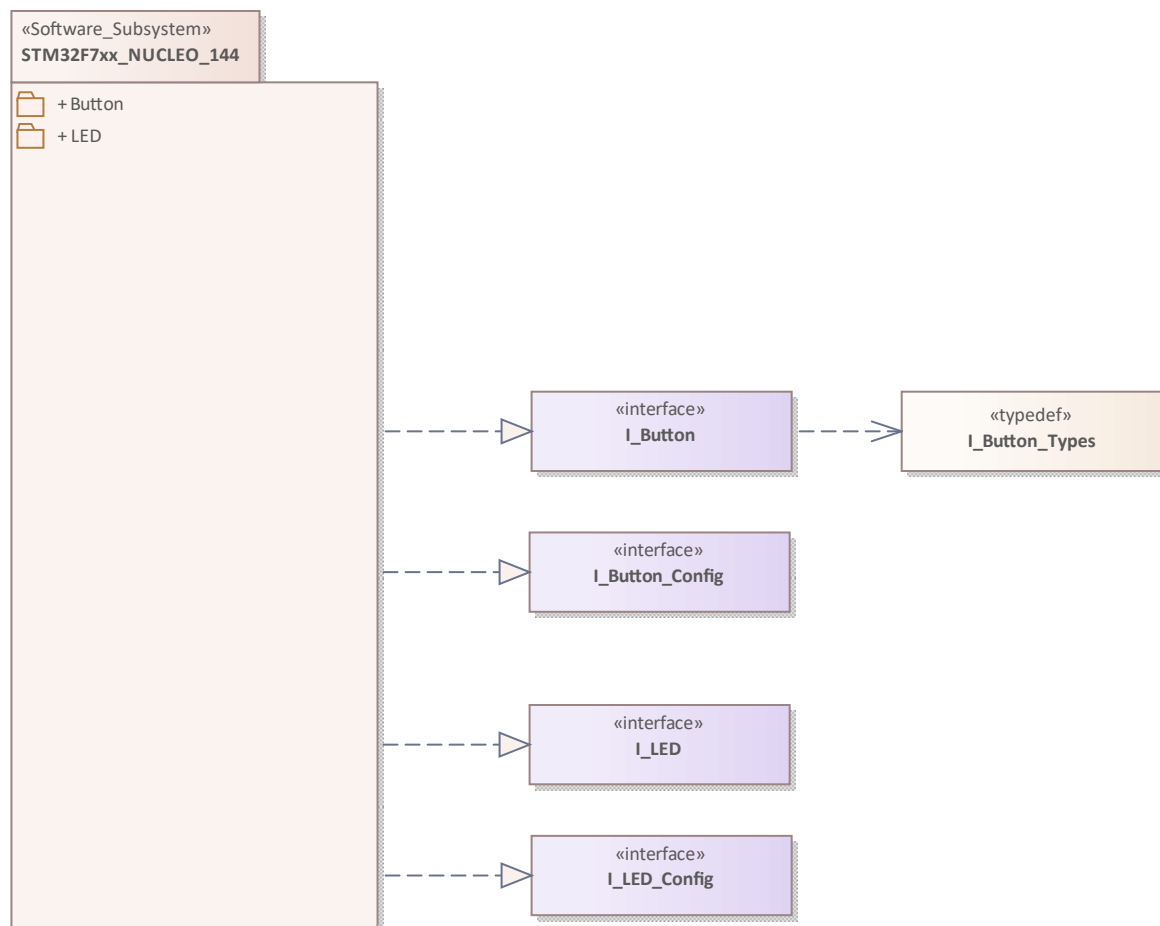 «Software_Subsystem»
STM32F7xx_NUCLEO_144
+ Button
+ LED
«interface»
I_Button
«typedef»
I_Button_Types
«interface»
I_Button_Config
«interface»
I_LED
«interface»
I_LED_Config